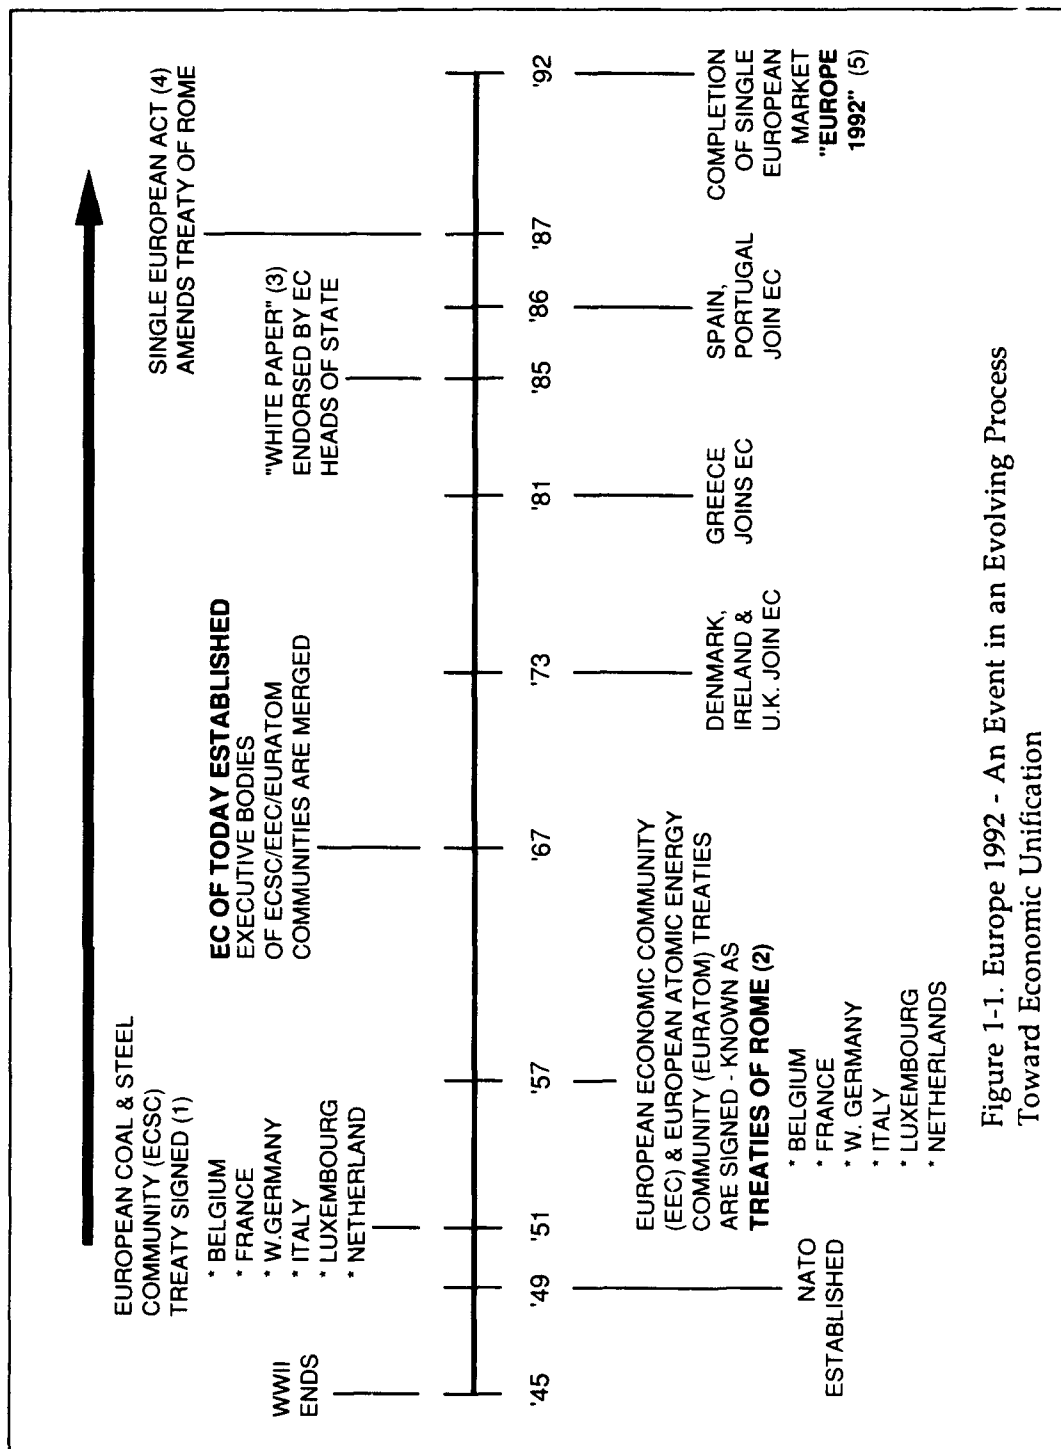 WWII
ENDS
EUROPEAN COAL & STEEL
COMMUNITY (ECSC)
TREATY SIGNED (1)
* BELGIUM
* FRANCE
* W.GERMANY
* ITALY
* LUXEMBOURG
* NETHERLAND
EC OF TODAY ESTABLISHED
EXECUTIVE BODIES
OF ECSC/EEC/EURATOM
COMMUNITIES ARE MERGED
"WHITE PAPER" (3)
ENDORSED BY EC
HEADS OF STATE
SINGLE EUROPEAN ACT (4)
AMENDS TREATY OF ROME
'45 '49 '51 '57 '67 '73 '81 '85 '86 '87 '92
NATO
ESTABLISHED
EUROPEAN ECONOMIC COMMUNITY
(EEC) & EUROPEAN ATOMIC ENERGY
COMMUNITY (EURATOM) TREATIES
ARE SIGNED - KNOWN AS
TREATIES OF ROME (2)
* BELGIUM
* FRANCE
* W. GERMANY
* ITALY
* LUXEMBOURG
* NETHERLANDS
DENMARK,
IRELAND &
U.K. JOIN EC
GREECE
JOINS EC
SPAIN,
PORTUGAL
JOIN EC
COMPLETION
OF SINGLE
EUROPEAN
MARKET
"EUROPE
1992" (5)
Figure 1-1. Europe 1992 - An Event in an Evolving Process
Toward Economic Unification